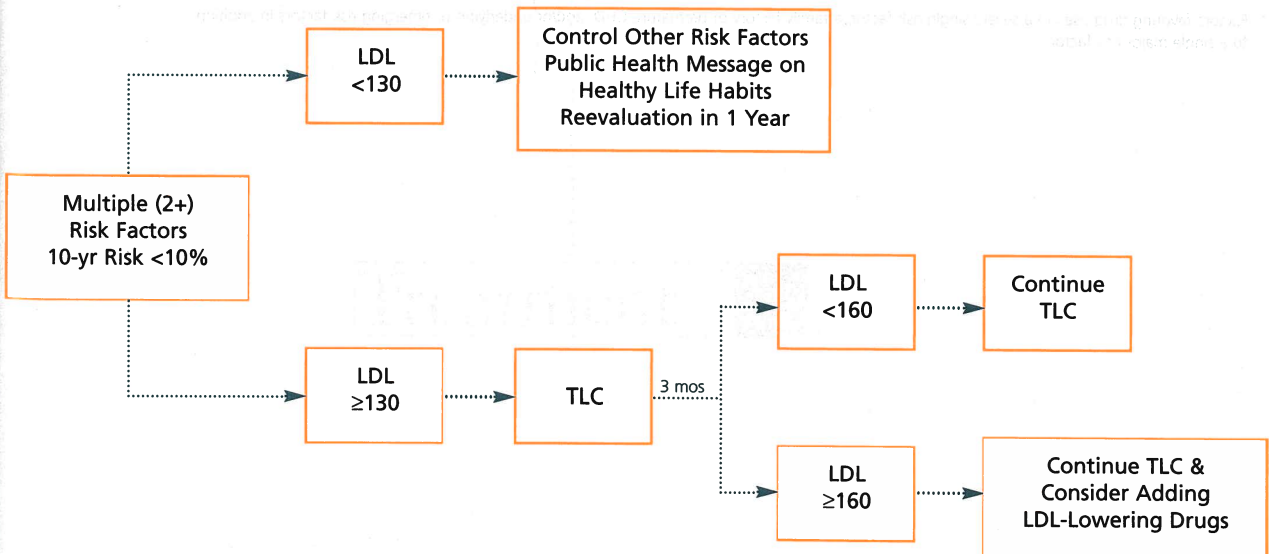 LDL
<130
Control Other Risk Factors
Public Health Message on
Healthy Life Habits
Reevaluation in 1 Year
Multiple (2+)
Risk Factors
10-yr Risk <10%
LDL
≥130
TLC
3 mos
LDL
<160
Continue
TLC
LDL
≥160
Continue TLC &
Consider Adding
LDL-Lowering Drugs